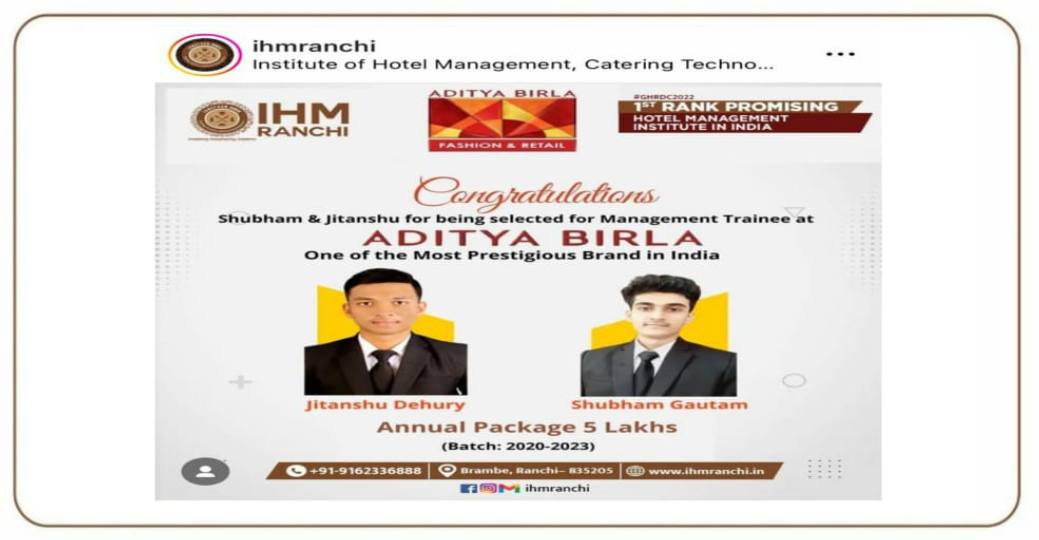 ihmranchi
Institute of Hotel Management, Catering Techno...
IHM
RANCHI
ADITYA BIRLA
FASHION & RETAIL
#GHRDC2022
1ST RANK PROMISING
HOTEL MANAGEMENT
INSTITUTE IN INDIA
Congratulations
Shubham & Jitanshu for being selected for Management Trainee at
ADITYA BIRLA
One of the Most Prestigious Brand in India
Jitanshu Dehury
Shubham Gautam
Annual Package 5 Lakhs
(Batch: 2020-2023)
+91-9162336888
Brambe, Ranchi- 835205
www.ihmranchi.in
ihmranchi